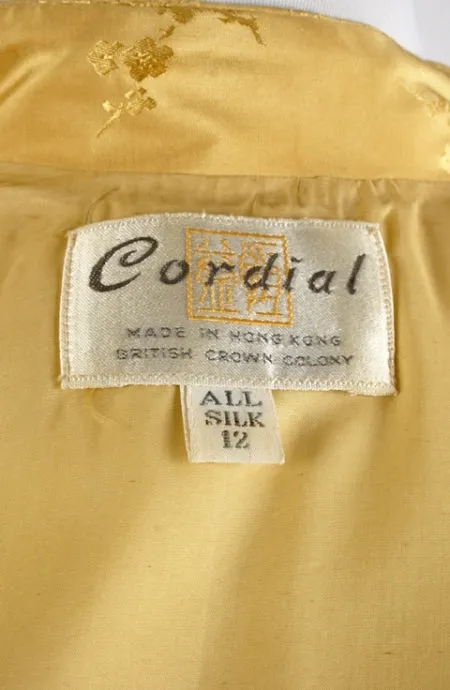 Cordial
MADE IN HONG KONG
BRITISH CROWN COLONY
ALL
SILK
12